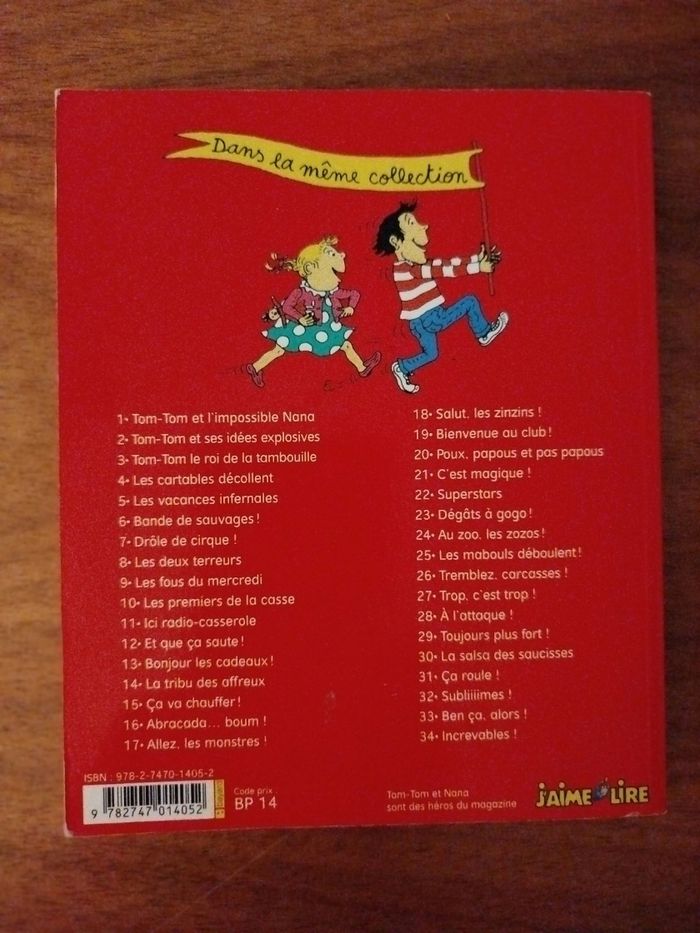 Dans la même collection
1• Tom-Tom et l'impossible Nana
2• Tom-Tom et ses idées explosives
3• Tom-Tom le roi de la tambouille
4• Les cartables décollent
5• Les vacances infernales
6• Bande de sauvages !
7• Drôle de cirque !
8• Les deux terreurs
9• Les fous du mercredi
10• Les premiers de la casse
11• Ici radio-casserole
12• Et que ça saute !
13• Bonjour les cadeaux !
14• La tribu des affreux
15• Ça va chauffer !
16• Abracada... boum !
17• Allez, les monstres !
18• Salut, les zinzins !
19• Bienvenue au club !
20• Poux, papous et pas papous
21• C'est magique !
22• Superstars
23• Dégâts à gogo !
24• Au zoo, les zozos !
25• Les mabouls déboulent !
26• Tremblez, carcasses !
27• Trop, c'est trop !
28• À l'attaque !
29• Toujours plus fort !
30• La salsa des saucisses
31• Ça roule !
32• Subliiiimes !
33• Ben ça, alors !
34• Increvables !
ISBN : 978-2-7470-1405-2
9 782747 014052
Code prix :
BP 14
Tom-Tom et Nana
sont des héros du magazine
J'AIME LIRE